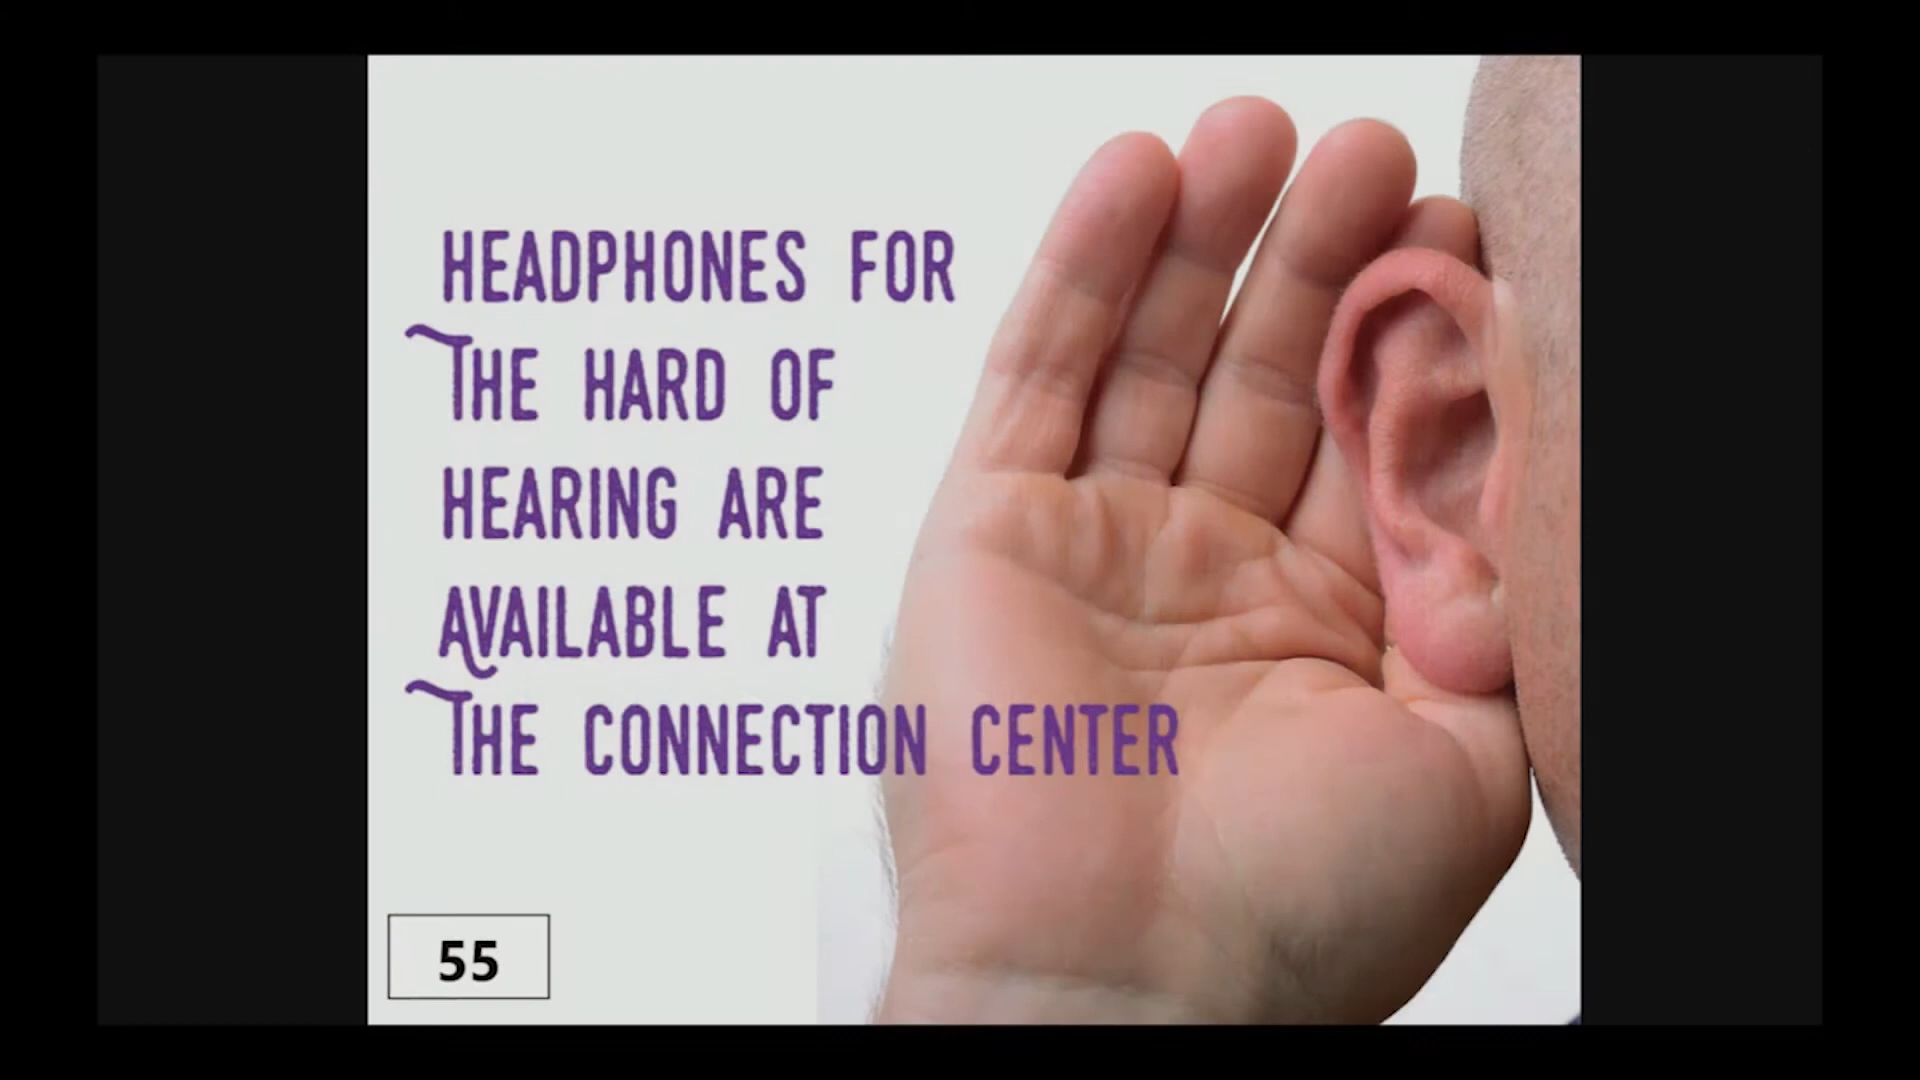 HEADPHONES FOR
THE HARD OF
HEARING ARE
AVAILABLE AT
THE CONNECTION CENTER
55